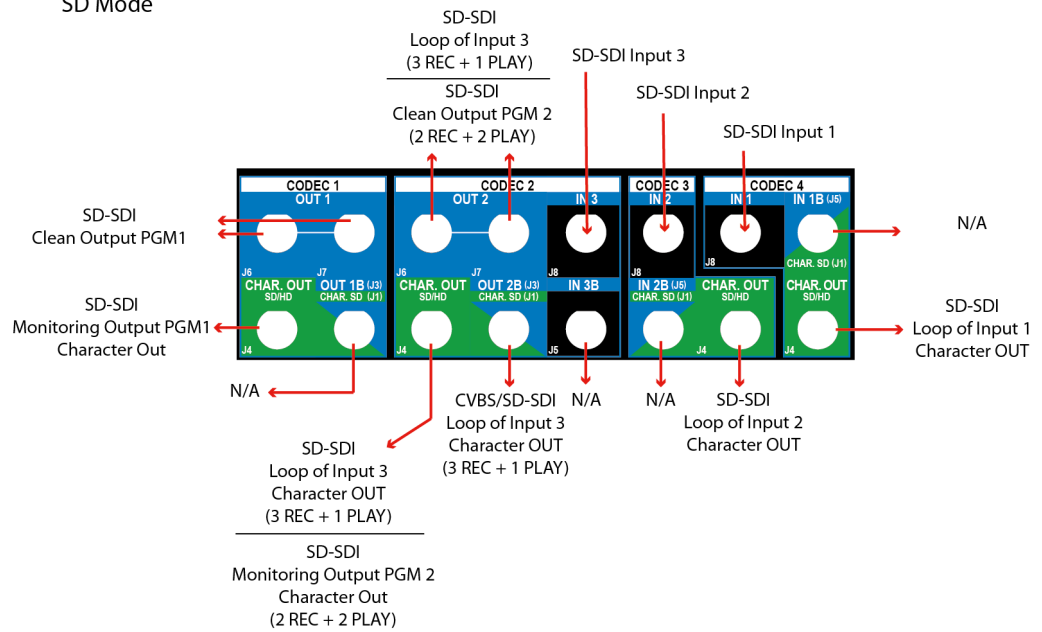 SD Mode
SD-SDI
Loop of Input 3
(3 REC + 1 PLAY)
SD-SDI
Clean Output PGM 2
(2 REC + 2 PLAY)
SD-SDI Input 3
SD-SDI Input 2
SD-SDI Input 1
CODEC 1
CODEC 2
CODEC 3
CODEC 4
OUT 1
OUT 2
IN 3
IN 2
IN 1
IN 1B (J5)
SD-SDI
Clean Output PGM1
N/A
CHAR. SD (J1)
J8
J8
J8
J6
J7
J6
J7
CHAR. OUT
SD/HD
OUT 1B (J3)
CHAR. SD (J1)
CHAR. OUT
SD/HD
OUT 2B (J3)
CHAR. SD (J1)
IN 3B
IN 2B (J5)
CHAR. SD (J1)
CHAR. OUT
SD/HD
CHAR. OUT
SD/HD
SD-SDI
Monitoring Output PGM1
Character Out
SD-SDI
Loop of Input 1
Character OUT
J4
J4
J5
J4
J4
N/A
CVBS/SD-SDI
Loop of Input 3
Character OUT
(3 REC + 1 PLAY)
N/A
N/A
SD-SDI
Loop of Input 2
Character OUT
SD-SDI
Loop of Input 3
Character OUT
(3 REC + 1 PLAY)
SD-SDI
Monitoring Output PGM 2
Character Out
(2 REC + 2 PLAY)